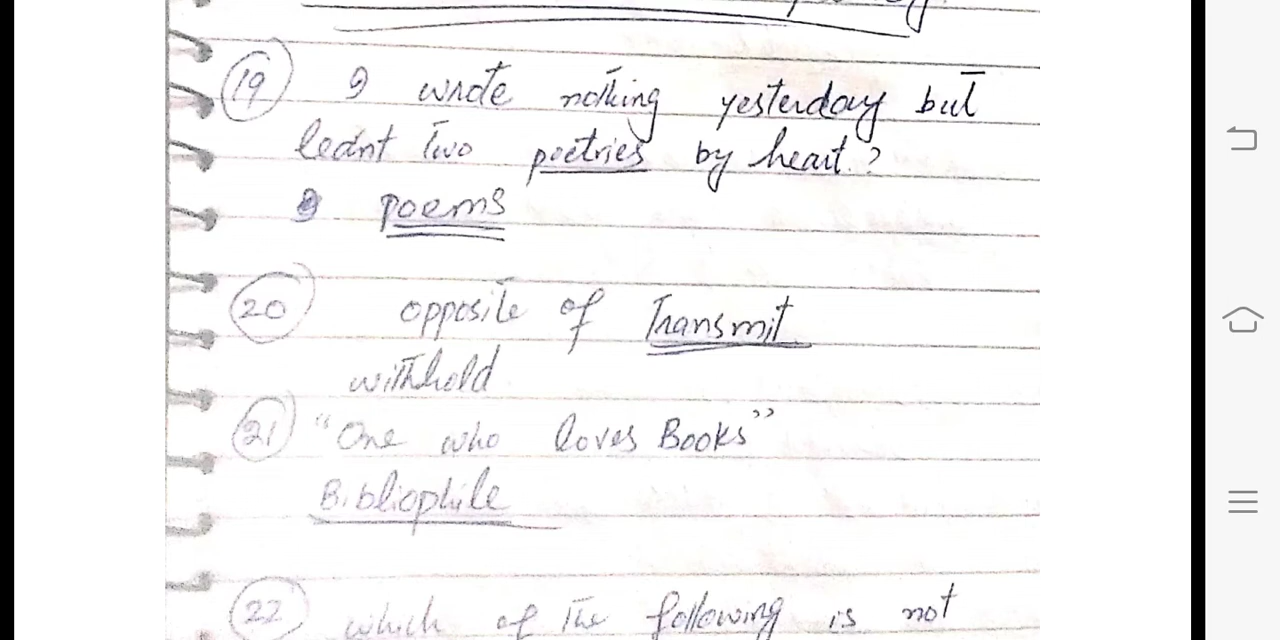 19 I wrote nothing yesterday but
leant two poetries by heart.?
poems
20 opposite of Transmit
withhold
21 "One who loves Books"
Bibliophile
22 which of the following is not